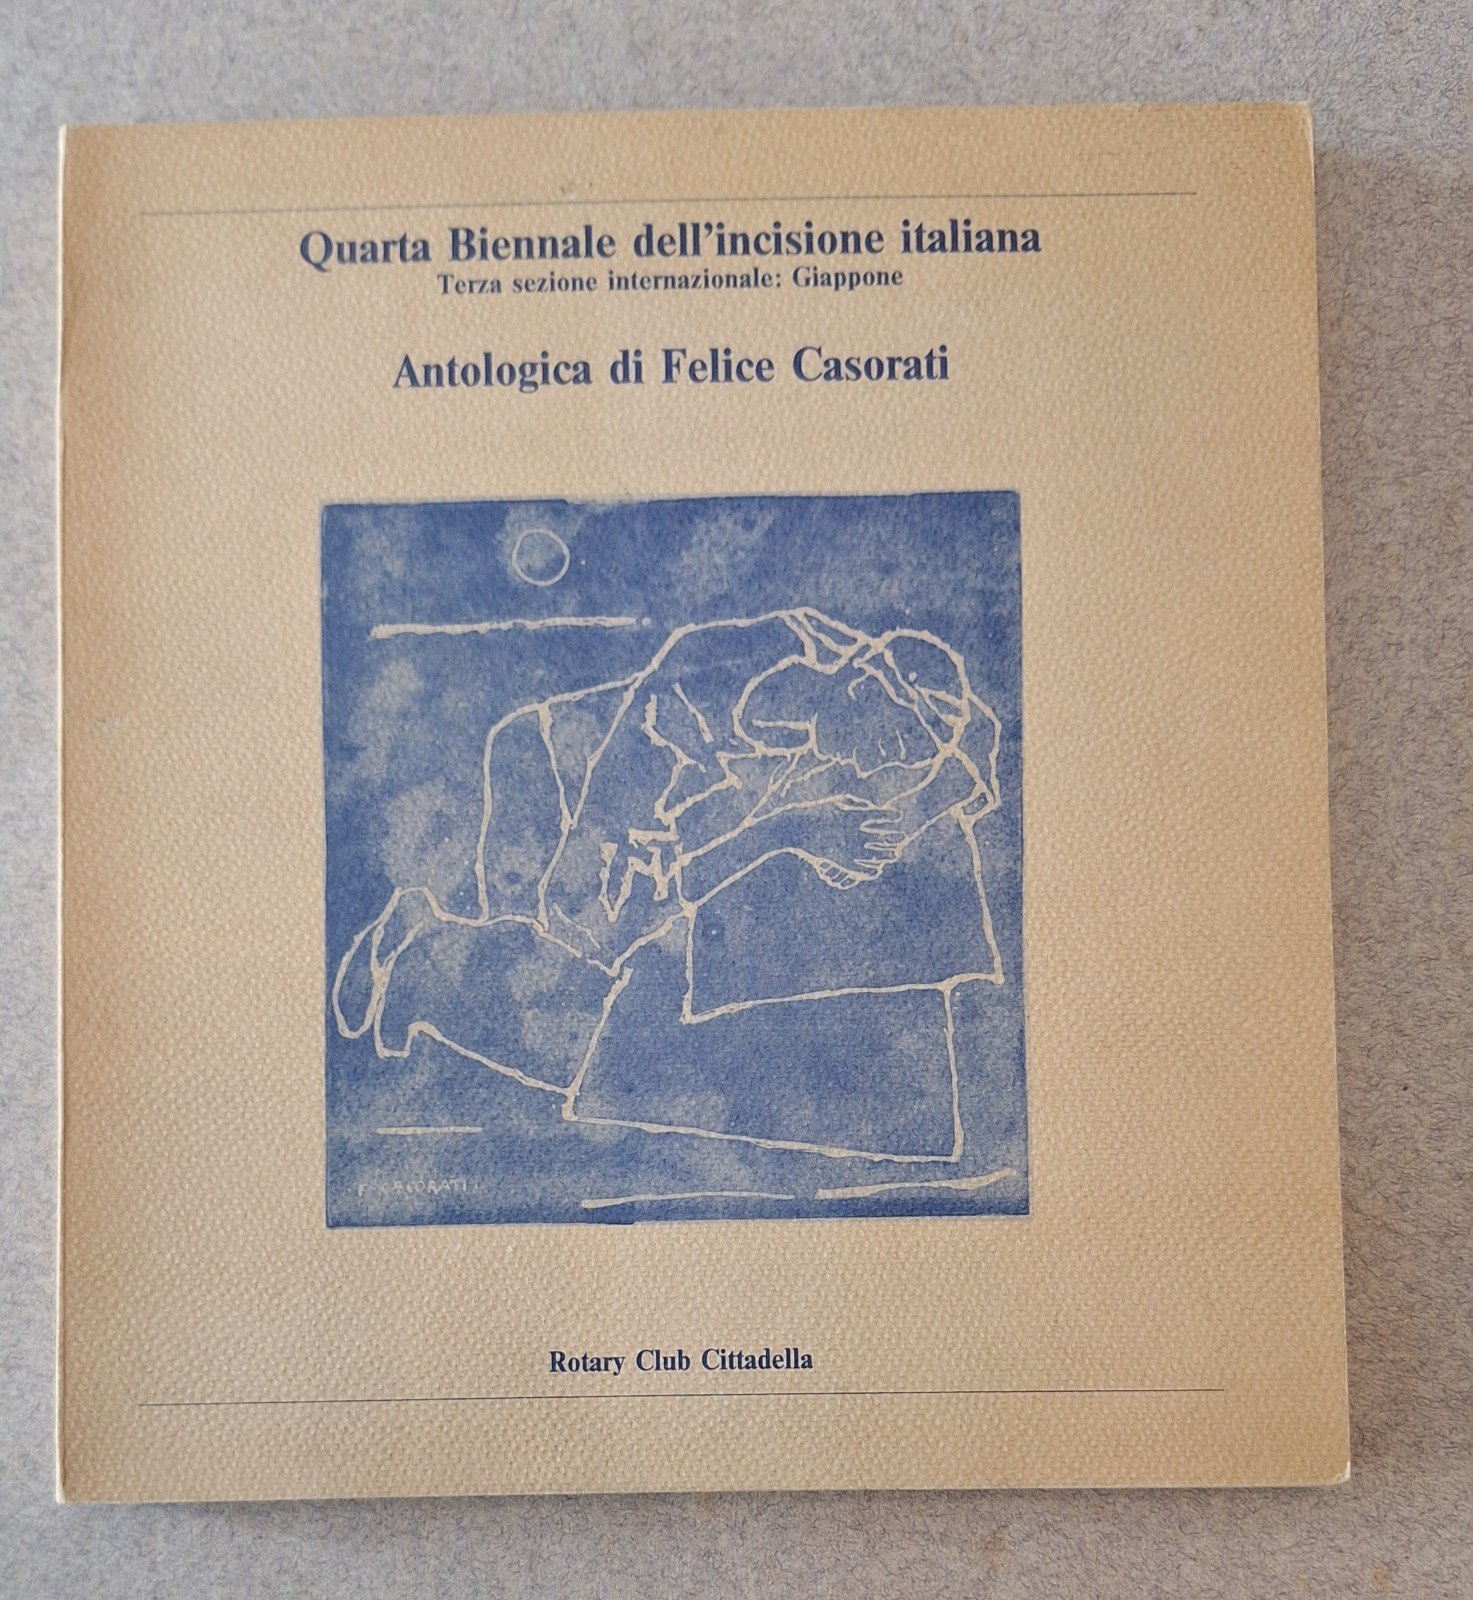 Quarta Biennale dell'incisione italiana
Terza sezione internazionale: Giappone
Antologica di Felice Casorati
F. CASORATI
Rotary Club Cittadella